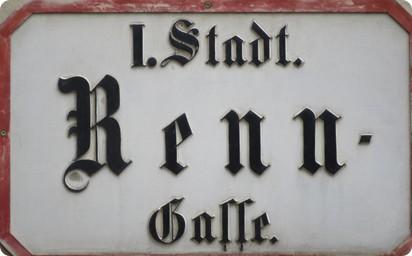 I. Stadt.
Renn-
Gasse.